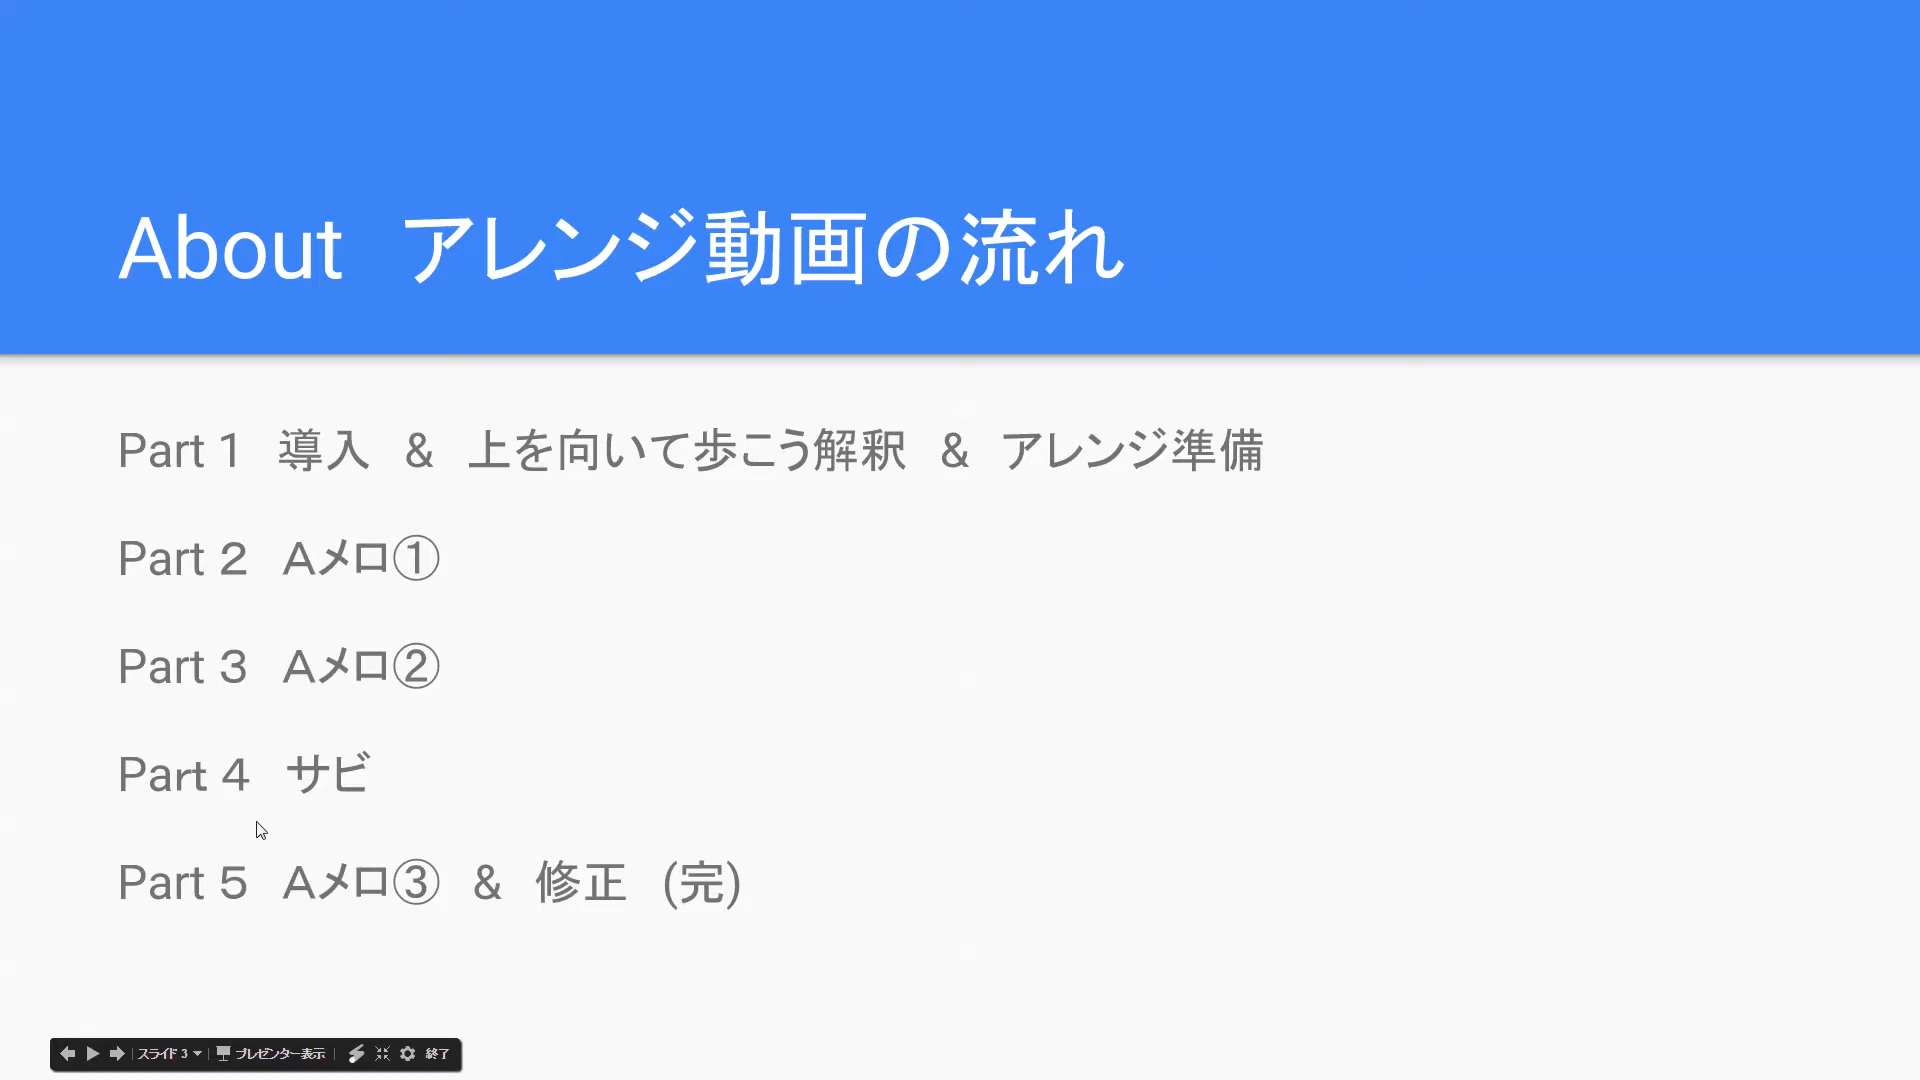 About　アレンジ動画の流れ
Part 1　導入　&　上を向いて歩こう解釈　&　アレンジ準備
Part 2　Aメロ①
Part 3　Aメロ②
Part 4　サビ
Part 5　Aメロ③　&　修正　(完)
スライド 3　プレゼンター表示　終了